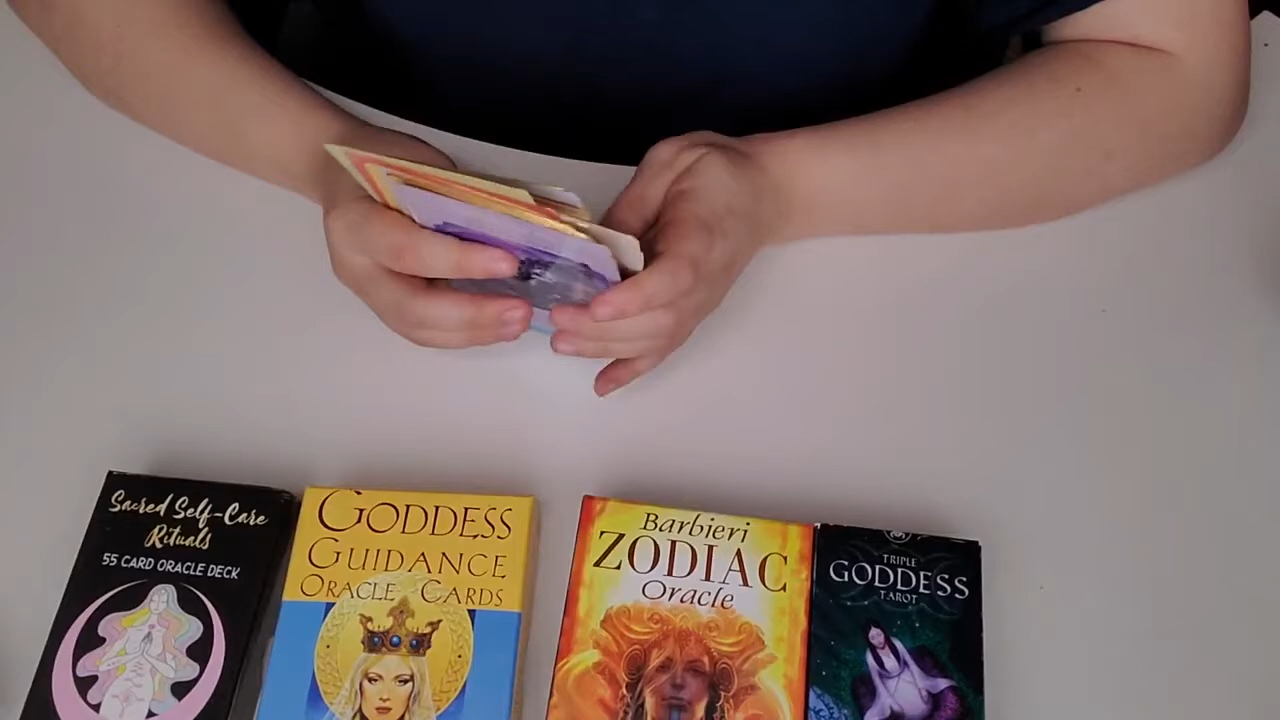 Sacred Self-Care
Rituals
55 CARD ORACLE DECK
GODDESS
GUIDANCE
ORACLE CARDS
Barbieri
ZODIAC
Oracle
TRIPLE
GODDESS
TAROT